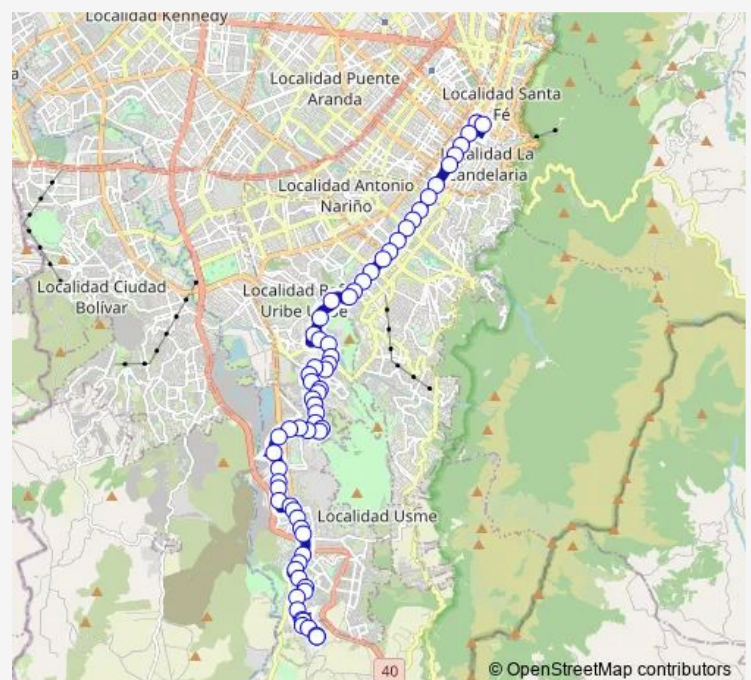 Localidad Kennedy
Localidad Puente
Aranda
Localidad Santa
Fé
Localidad La
Candelaria
Localidad Antonio
Nariño
Localidad Ciudad
Bolívar
Localidad
Uribe
Localidad Usme
40
© OpenStreetMap contributors